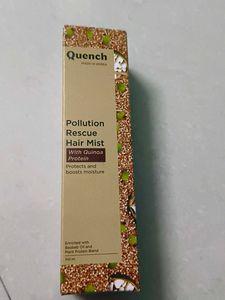 Quench
MADE IN KOREA
Pollution
Rescue
Hair Mist
With Quinoa
Protein
Protects and
boosts moisture
Enriched with
Baobab Oil and
Plant Protein Blend